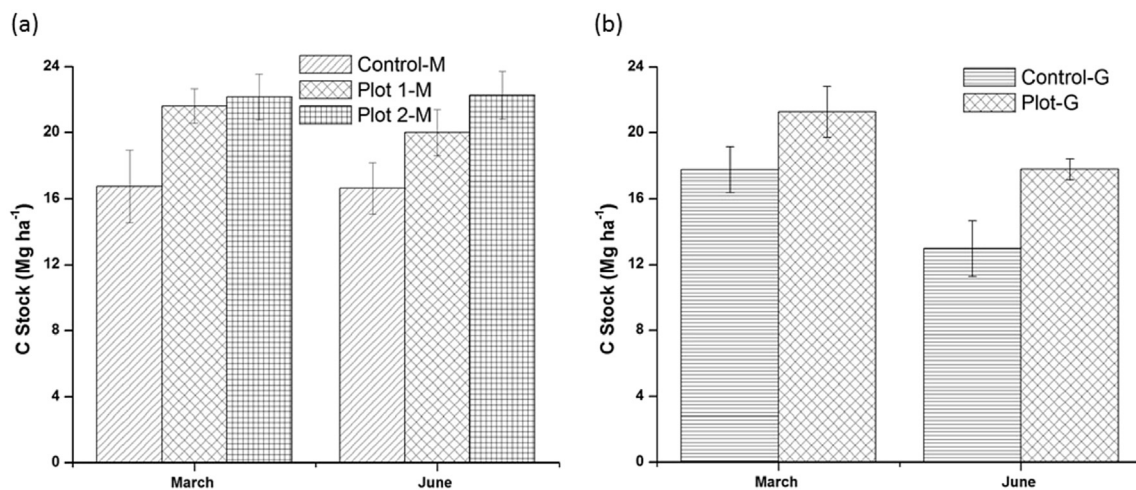 (a)
Control-M
Plot 1-M
Plot 2-M
C Stock (Mg ha⁻¹)
24
20
16
12
8
4
0
March
June
(b)
Control-G
Plot-G
C Stock (Mg ha⁻¹)
24
20
16
12
8
4
0
March
June